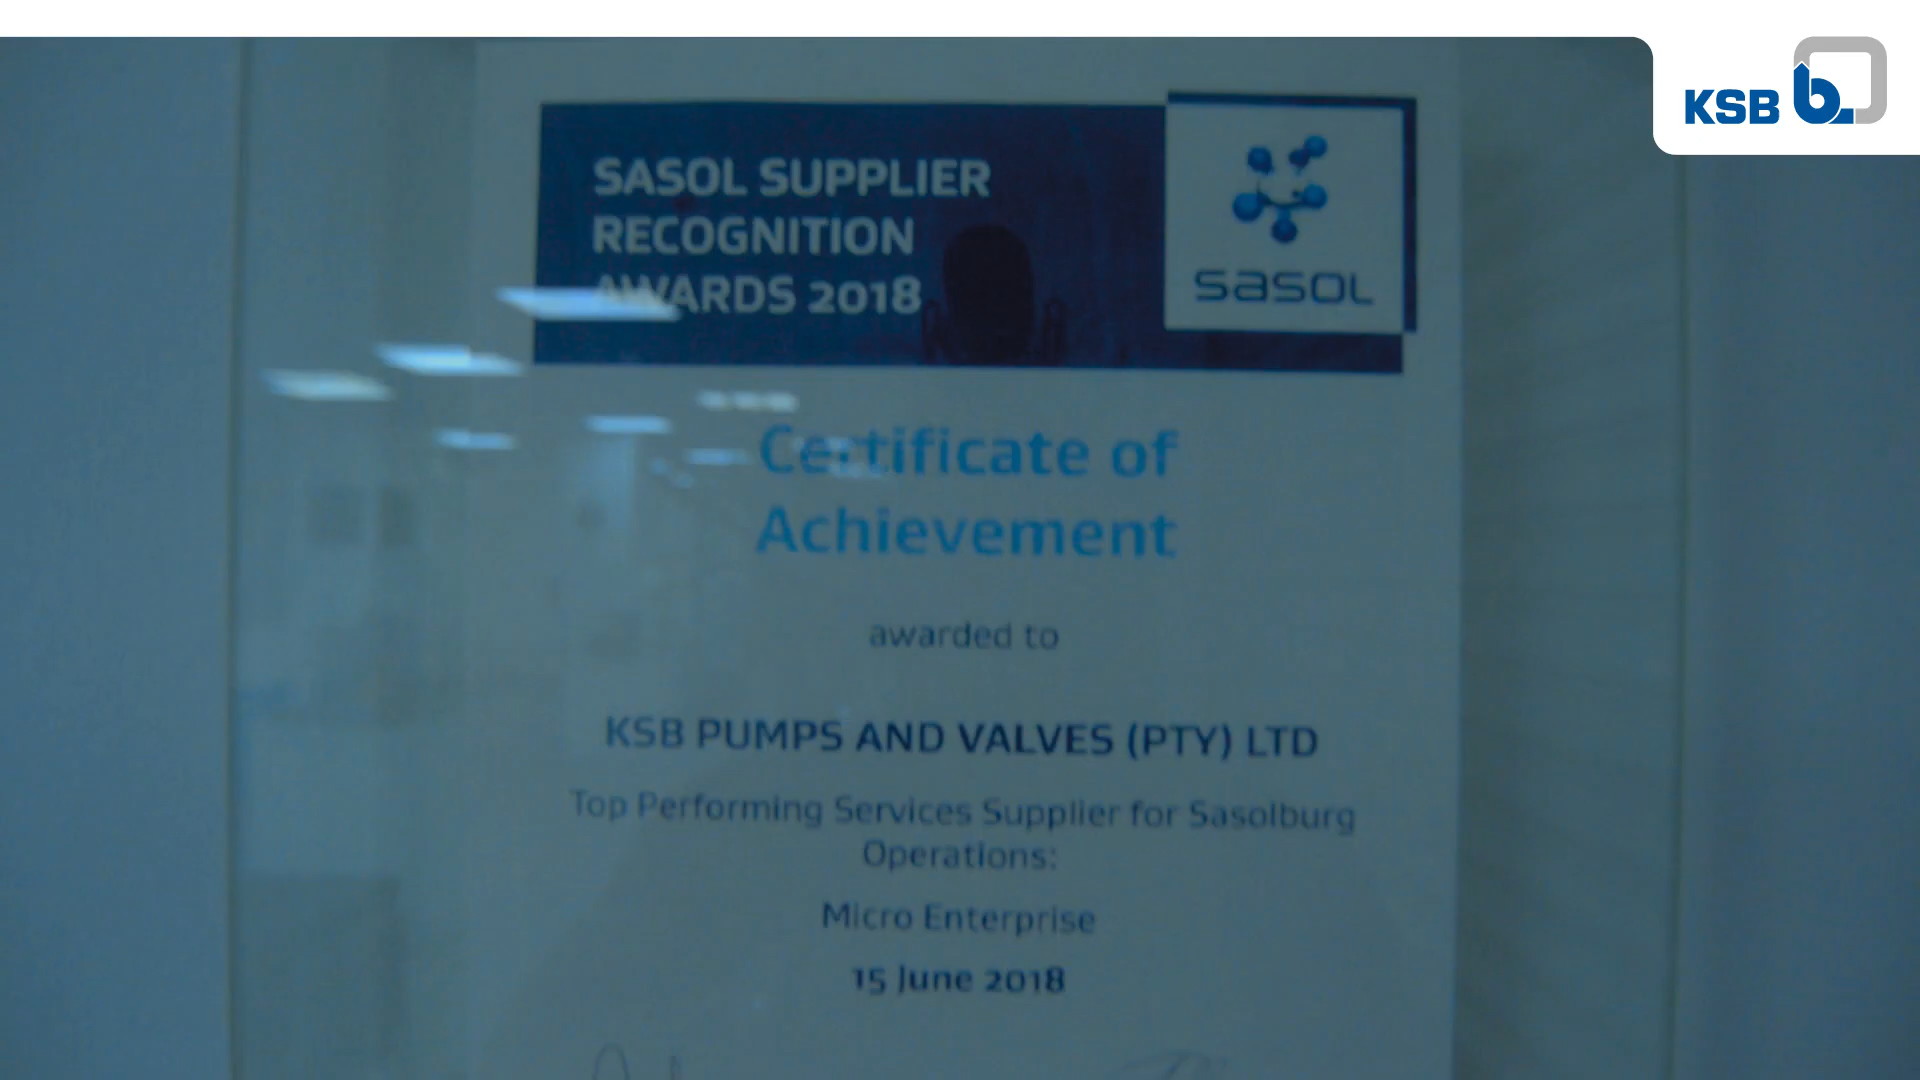 KSB
SASOL SUPPLIER
RECOGNITION
AWARDS 2018
sasol
Certificate of
Achievement
awarded to
KSB PUMPS AND VALVES (PTY) LTD
Top Performing Services Supplier for Sasolburg
Operations:
Micro Enterprise
15 June 2018